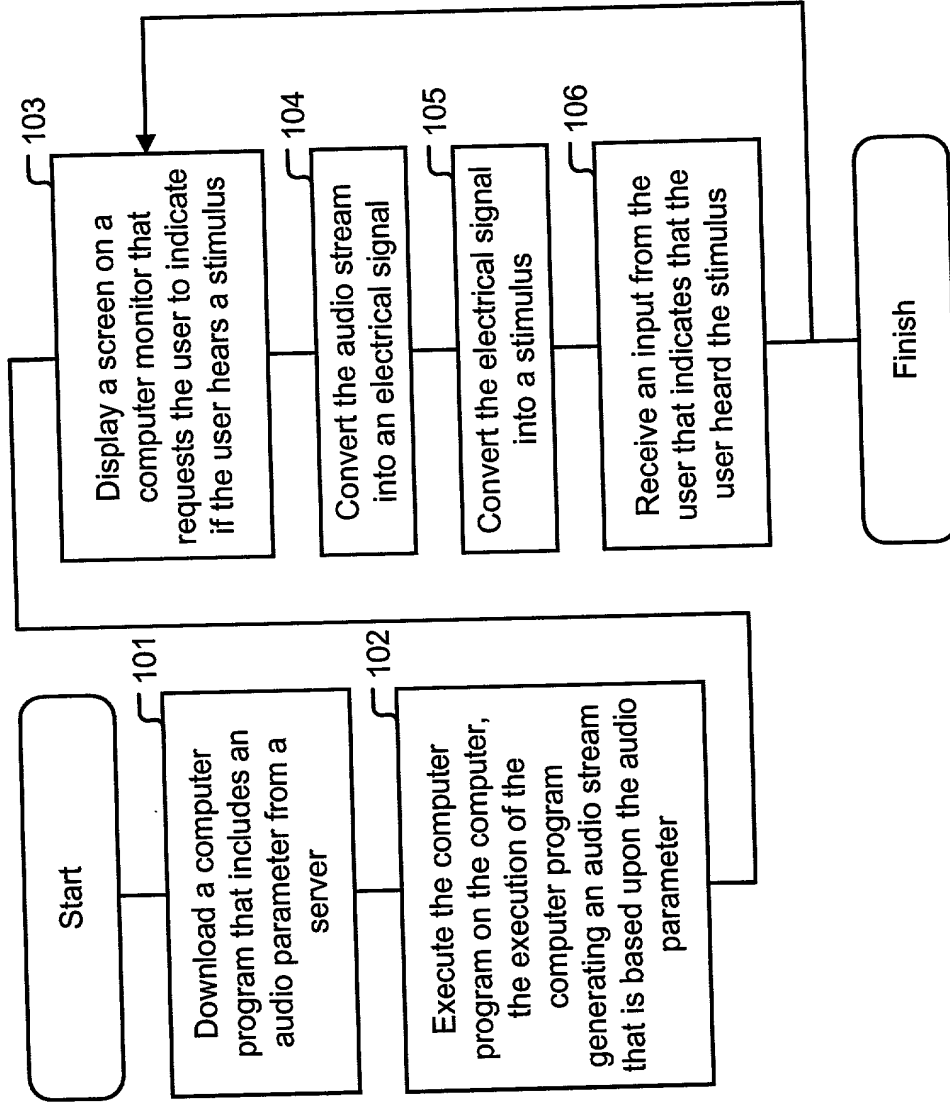 Start
101
Download a computer
program that includes an
audio parameter from a
server
102
Execute the computer
program on the computer,
the execution of the
computer program
generating an audio stream
that is based upon the audio
parameter
103
Display a screen on a
computer monitor that
requests the user to indicate
if the user hears a stimulus
104
Convert the audio stream
into an electrical signal
105
Convert the electrical signal
into a stimulus
106
Receive an input from the
user that indicates that the
user heard the stimulus
Finish